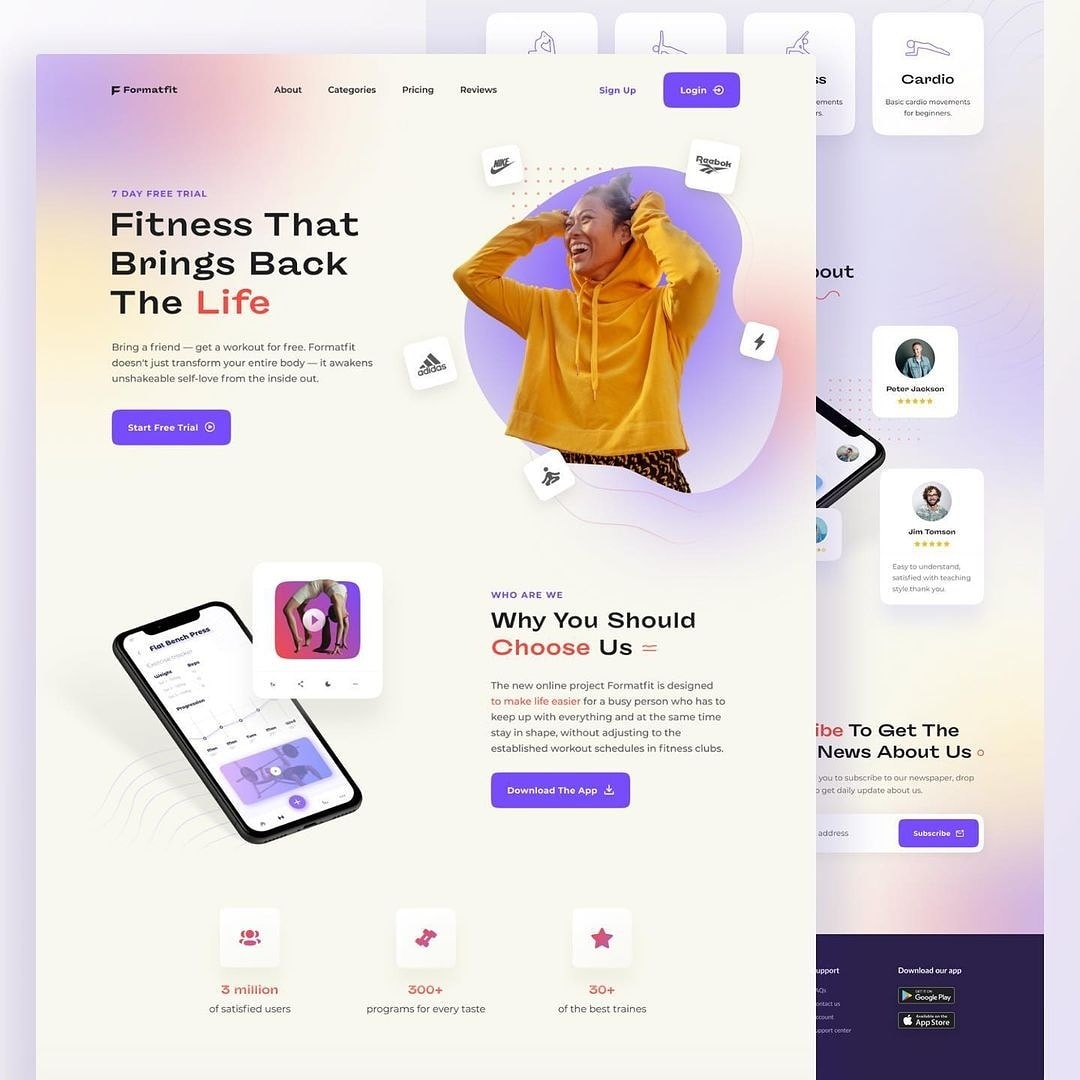 Formatfit
About
Categories
Pricing
Reviews
Sign Up
Login
7 DAY FREE TRIAL
Fitness That
Brings Back
The Life
Bring a friend — get a workout for free. Formatfit
doesn't just transform your entire body — it awakens
unshakeable self-love from the inside out.
Start Free Trial
NIKE
Reebok
adidas
Flat Bench Press
Exercise tracker
Weight
Reps
Progression
WHO ARE WE
Why You Should
Choose Us
The new online project Formatfit is designed
to make life easier for a busy person who has to
keep up with everything and at the same time
stay in shape, without adjusting to the
established workout schedules in fitness clubs.
Download The App
3 million
of satisfied users
300+
programs for every taste
30+
of the best traines
ss
ements
rs.
Cardio
Basic cardio movements
for beginners.
bout
Peter Jackson
Jim Tomson
Easy to understand,
satisfied with teaching
style.thank you.
ibe To Get The
News About Us
you to subscribe to our newspaper, drop
o get daily update about us.
address
Subscribe
upport
AQs
ontact us
ccount
upport center
Download our app
GET IT ON
Google Play
Available on the
App Store